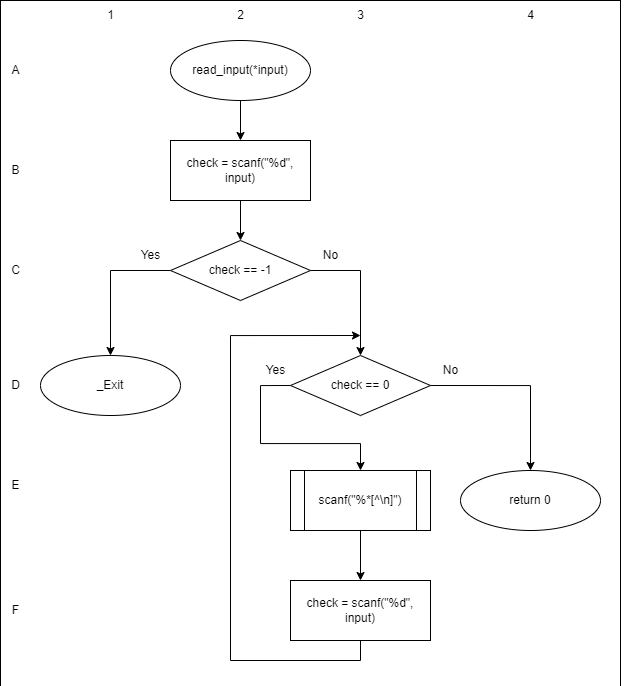 1 2 3 4
A
read_input(*input)
B
check = scanf("%d",
input)
Yes
No
C
check == -1
D
_Exit
Yes
check == 0
No
E
scanf("%*[^\n]")
return 0
F
check = scanf("%d",
input)